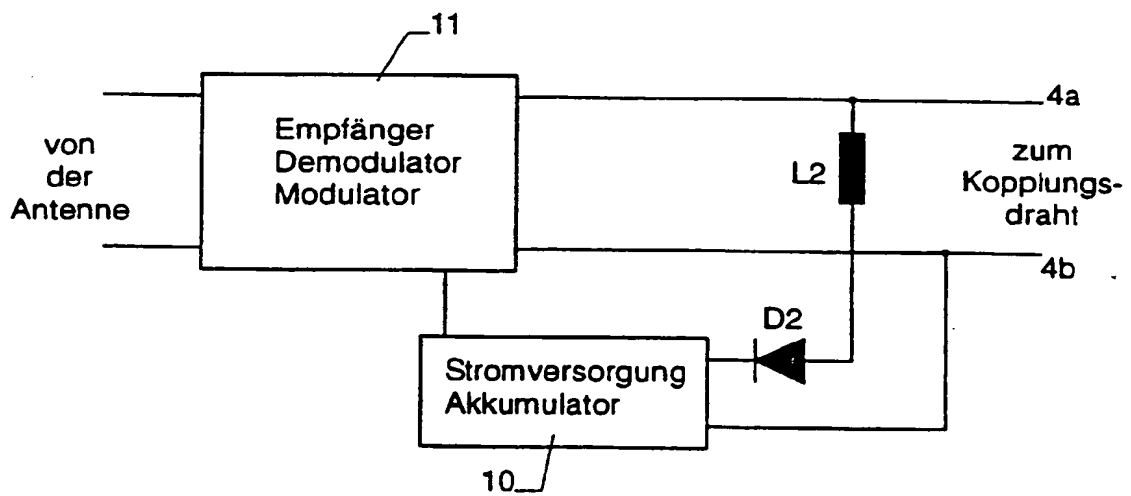 11
Empfänger
Demodulator
Modulator
von
der
Antenne
4a
L2
zum
Kopplungs-
draht
4b
D2
Stromversorgung
Akkumulator
10